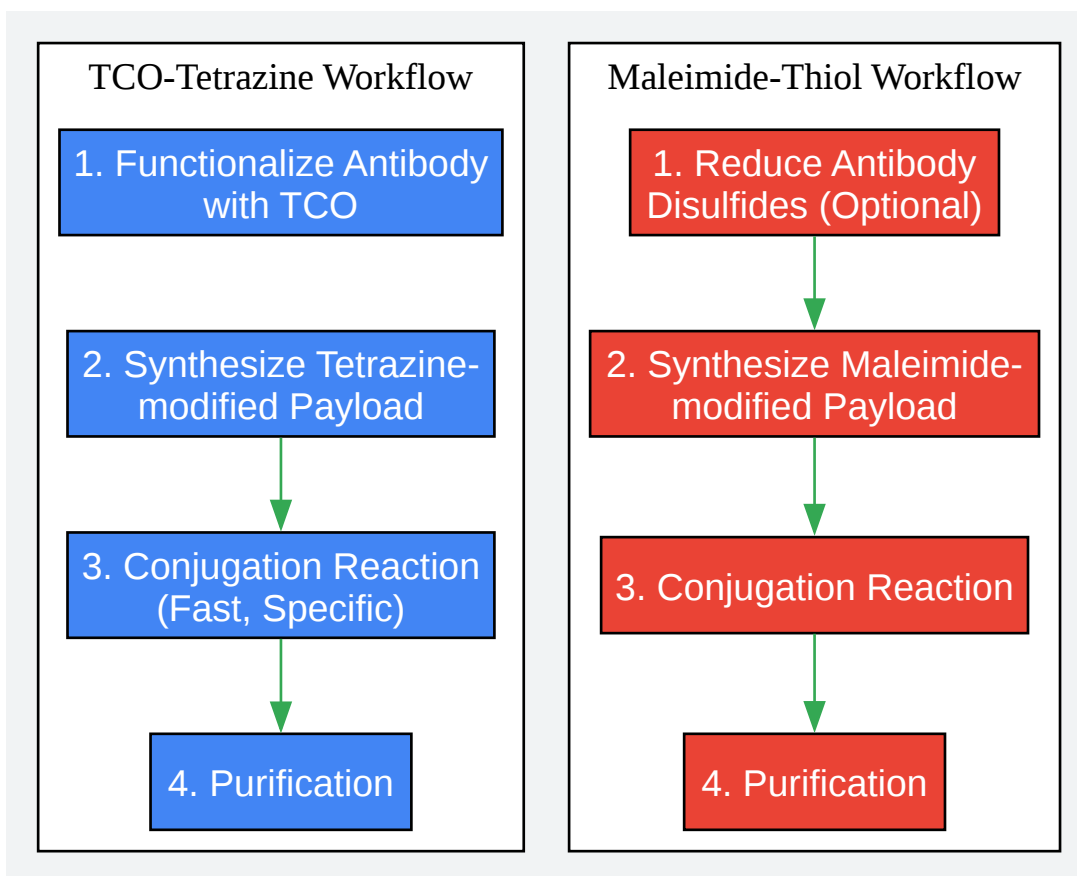 TCO-Tetrazine Workflow
1. Functionalize Antibody
with TCO
2. Synthesize Tetrazine-
modified Payload
3. Conjugation Reaction
(Fast, Specific)
4. Purification
Maleimide-Thiol Workflow
1. Reduce Antibody
Disulfides (Optional)
2. Synthesize Maleimide-
modified Payload
3. Conjugation Reaction
4. Purification